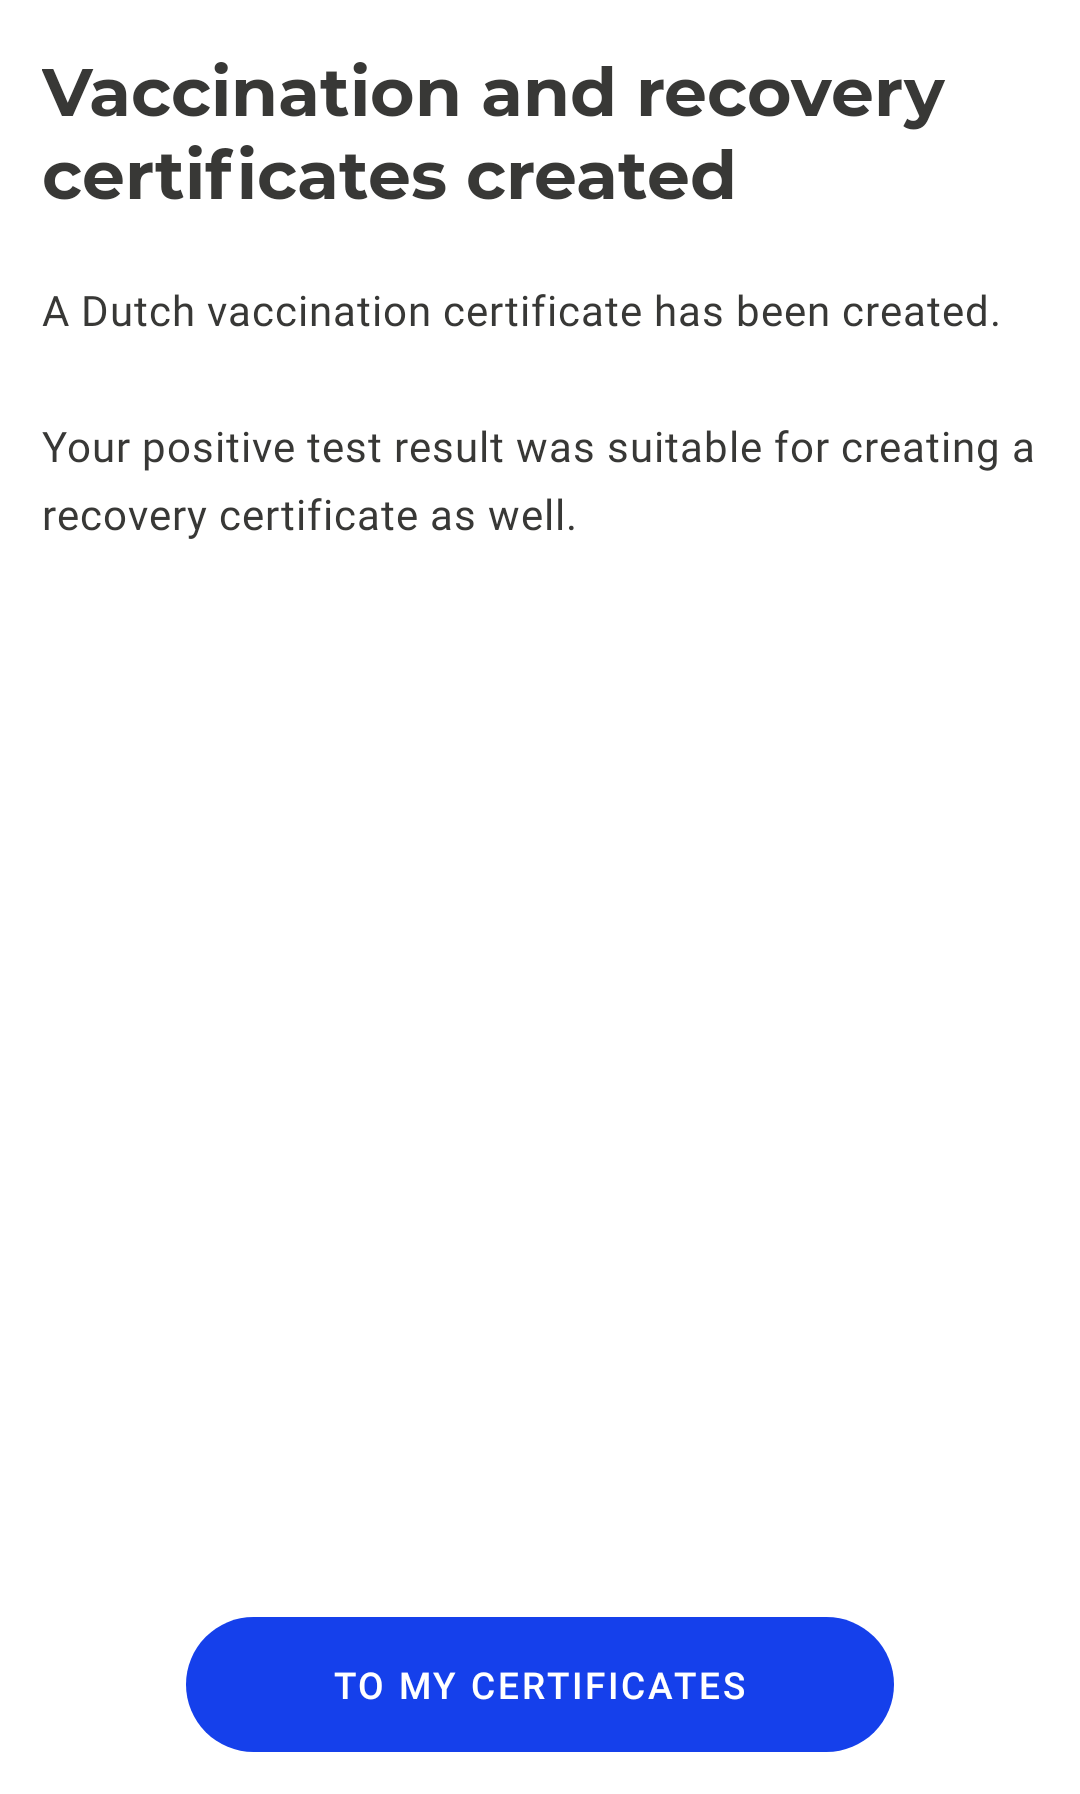 Vaccination and recovery
certificates created
A Dutch vaccination certificate has been created.
Your positive test result was suitable for creating a
recovery certificate as well.
TO MY CERTIFICATES